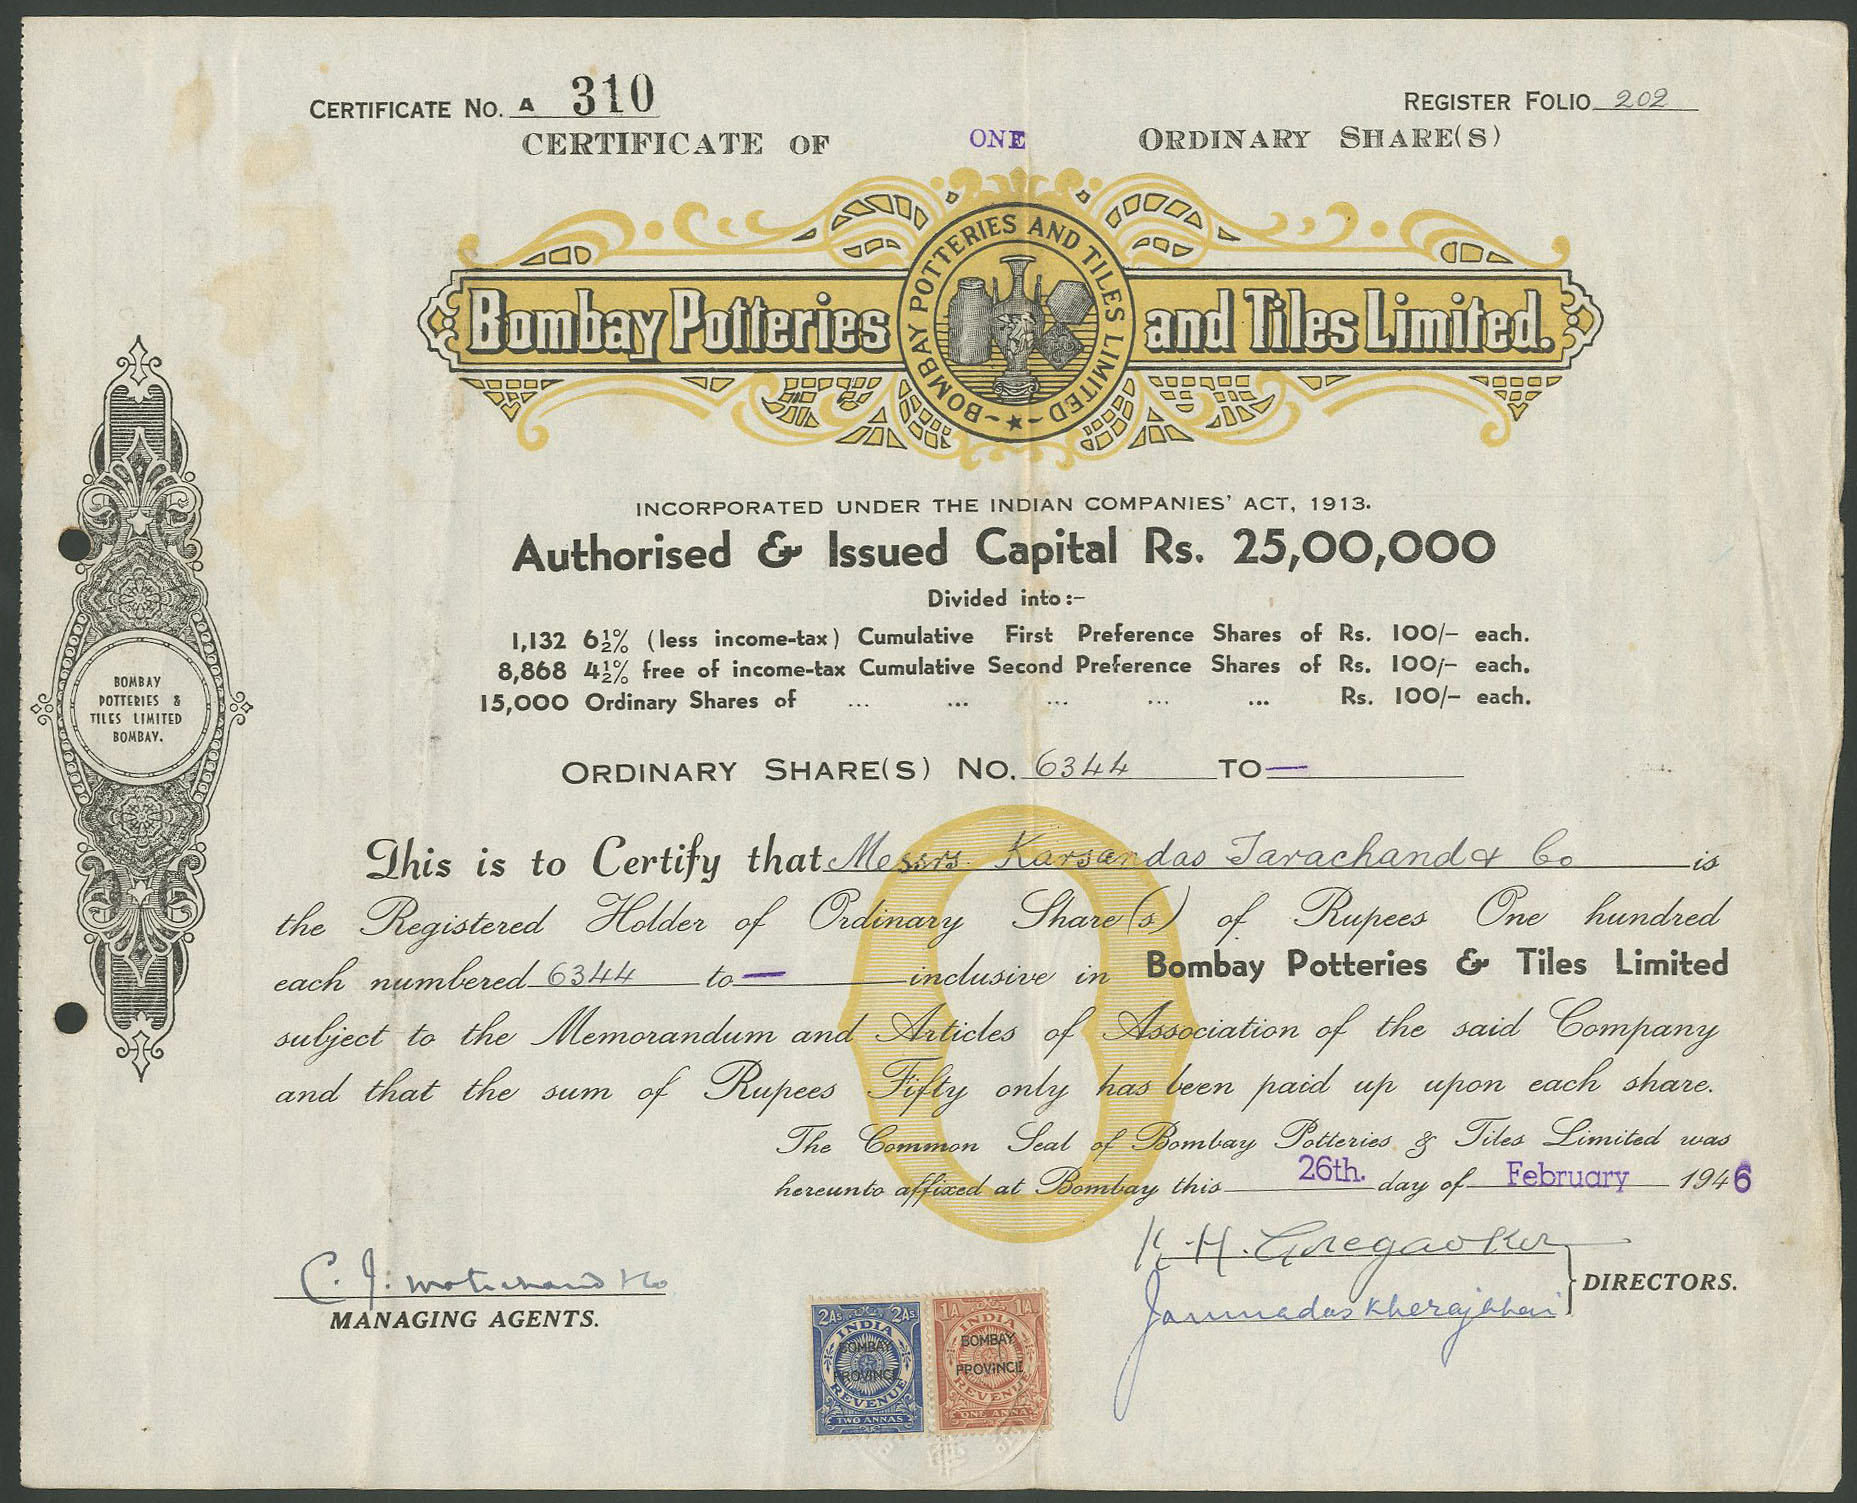 CERTIFICATE NO. A 310
REGISTER FOLIO 202
CERTIFICATE OF ONE ORDINARY SHARE(S)
BOMBAY POTTERIES AND TILES LIMITED
Bombay Potteries and Tiles Limited.
INCORPORATED UNDER THE INDIAN COMPANIES' ACT, 1913.
Authorised & Issued Capital Rs. 25,00,000
Divided into:-
1,132 6½% (less income-tax) Cumulative First Preference Shares of Rs. 100/- each.
8,868 4½% free of income-tax Cumulative Second Preference Shares of Rs. 100/- each.
15,000 Ordinary Shares of ... ... ... ... ... Rs. 100/- each.
BOMBAY
POTTERIES &
TILES LIMITED
BOMBAY.
ORDINARY SHARE(S) NO. 6344 TO —
This is to Certify that Messrs. Karsandas Tarachand & Co is
the Registered Holder of Ordinary Share(s) of Rupees One hundred
each numbered 6344 to — inclusive in Bombay Potteries & Tiles Limited
subject to the Memorandum and Articles of Association of the said Company
and that the sum of Rupees Fifty only has been paid up upon each share.
The Common Seal of Bombay Potteries & Tiles Limited was
hereunto affixed at Bombay this 26th. day of February 1946
C. J. Motichand & Co
MANAGING AGENTS.
K. H.
Jamnadas Kherajbhai
DIRECTORS.
2As. 2As.
INDIA
BOMBAY
PROVINCE
REVENUE
TWO ANNAS
1A. 1A.
INDIA
BOMBAY
PROVINCE
REVENUE
ONE ANNA